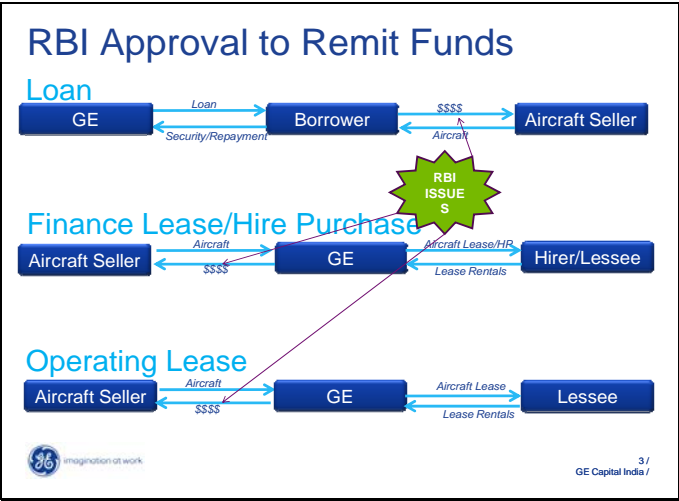 RBI Approval to Remit Funds
Loan
GE
Loan
Security/Repayment
Borrower
$$$$
Aircraft
Aircraft Seller
RBI
ISSUE
S
Finance Lease/Hire Purchase
Aircraft Seller
Aircraft
$$$$
GE
Aircraft Lease/HP
Lease Rentals
Hirer/Lessee
Operating Lease
Aircraft Seller
Aircraft
$$$$
GE
Aircraft Lease
Lease Rentals
Lessee
GE
imagination at work
3 /
GE Capital India /